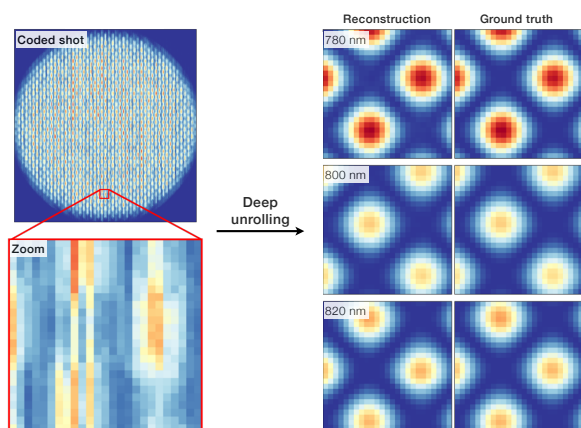 Coded shot
Zoom
Deep
unrolling
Reconstruction
Ground truth
780 nm
800 nm
820 nm